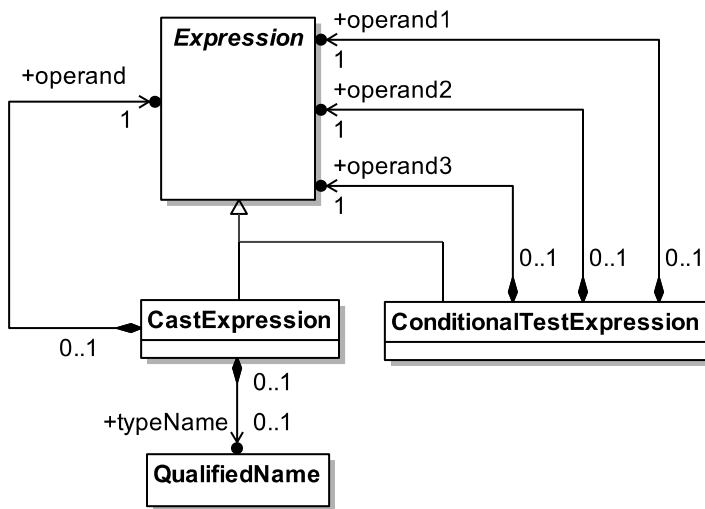 Expression
+operand1
1
+operand
1
+operand2
1
+operand3
1
0..1
0..1
0..1
CastExpression
ConditionalTestExpression
0..1
0..1
+typeName
0..1
QualifiedName